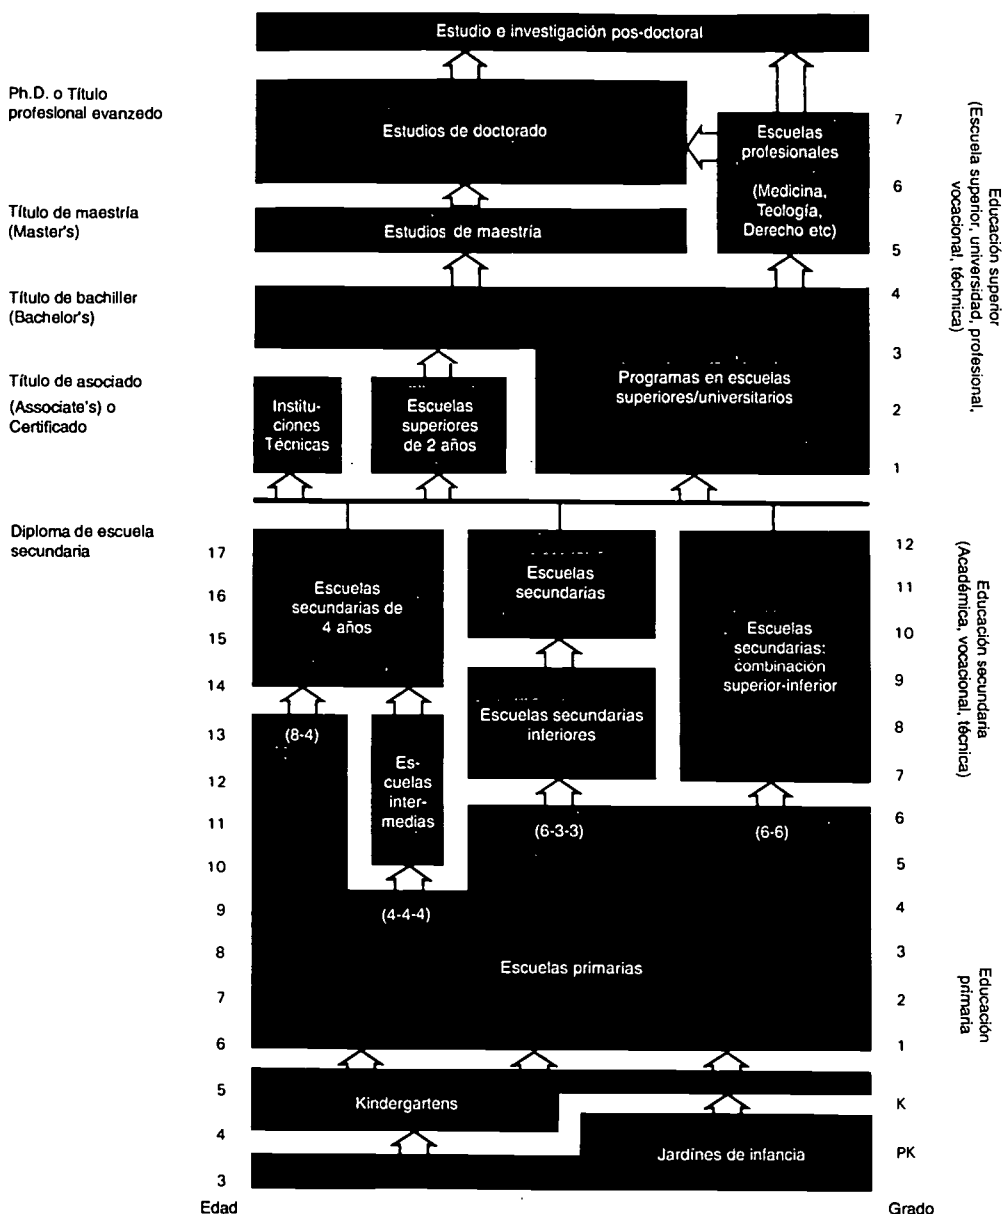 Estudio e investigación pos-doctoral
Ph.D. o Título
profesional evanzedo
Estudios de doctorado
Escuelas
profesionales
(Medicina,
Teología,
Derecho etc)
7
6
5
Título de maestría
(Master's)
Estudios de maestría
Educación superior
(Escuela superior, universidad, profesional,
vocacional, téchnica)
Título de bachiller
(Bachelor's)
4
3
2
1
Título de asociado
(Associate's) o
Certificado
Institu-
ciones
Técnicas
Escuelas
superiores
de 2 años
Programas en escuelas
superiores/universitarios
Diploma de escuela
secundaria
17
16
15
14
13
12
11
10
9
8
7
6
5
4
3
Edad
Escuelas
secundarias de
4 años
Escuelas
secundarias
Escuelas
secundarias:
combinación
superior-inferior
Escuelas secundarias
inferiores
(8-4)
Es-
cuelas
inter-
medias
(6-3-3)
(6-6)
(4-4-4)
Escuelas primarias
Kindergartens
Jardínes de infancia
12
11
10
9
8
7
6
5
4
3
2
1
K
PK
Grado
Educación secundaria
(Académica, vocacional, técnica)
Educación
primaria